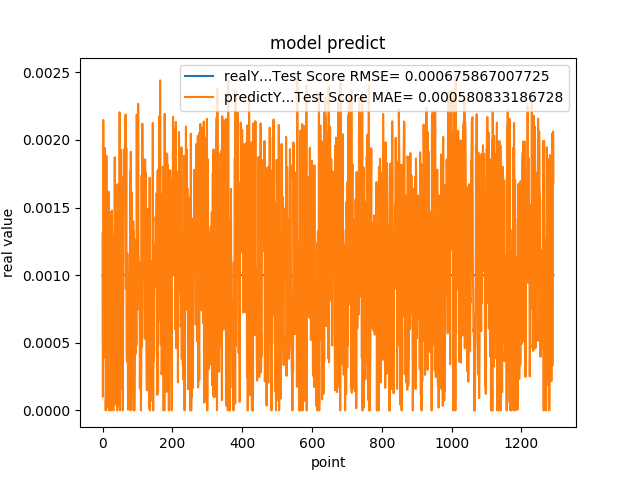 model predict
realY...Test Score RMSE= 0.000675867007725
predictY...Test Score MAE= 0.000580833186728
0.0025
0.0020
0.0015
0.0010
0.0005
0.0000
real value
0 200 400 600 800 1000 1200
point